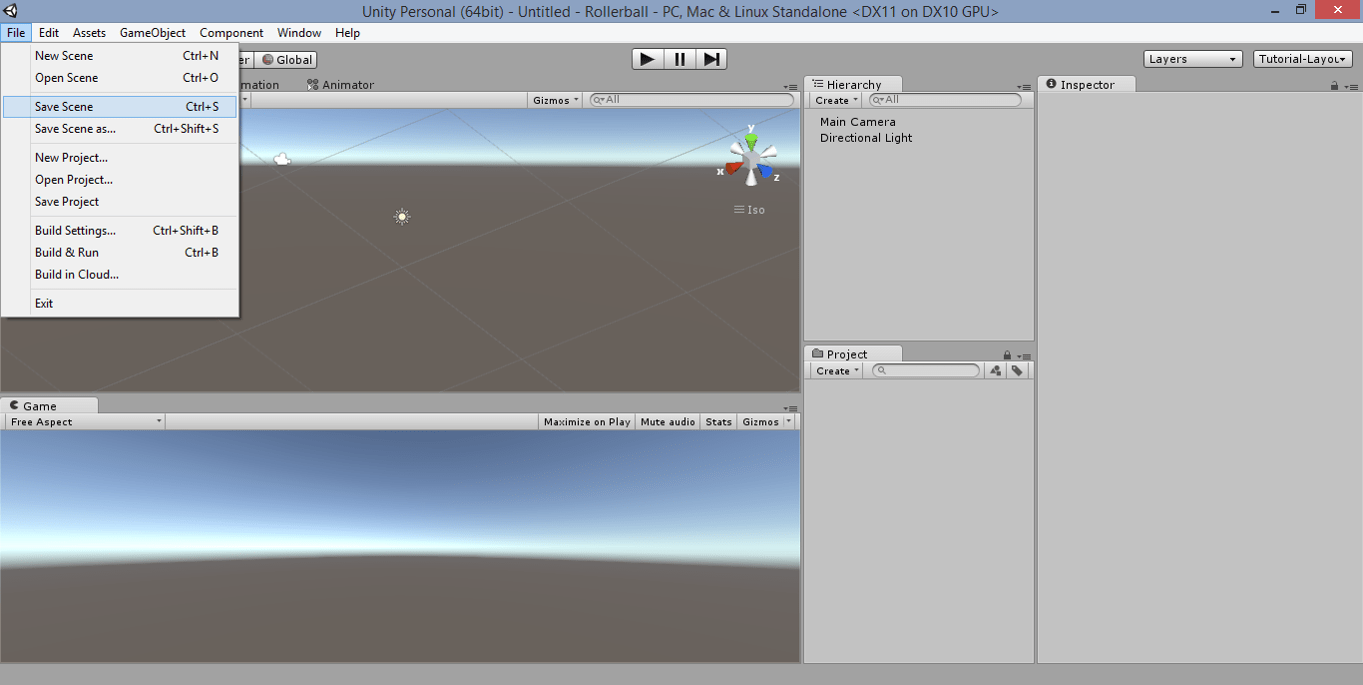 Unity Personal (64bit) - Untitled - Rollerball - PC, Mac & Linux Standalone <DX11 on DX10 GPU>
File Edit Assets GameObject Component Window Help
New Scene Ctrl+N
Open Scene Ctrl+O
Save Scene Ctrl+S
Save Scene as... Ctrl+Shift+S
New Project...
Open Project...
Save Project
Build Settings... Ctrl+Shift+B
Build & Run Ctrl+B
Build in Cloud...
Exit
er Global
Layers Tutorial-Layou
mation Animator
Gizmos All
y
x
z
Iso
Hierarchy
Create All
Main Camera
Directional Light
Inspector
Project
Create
Game
Free Aspect Maximize on Play Mute audio Stats Gizmos